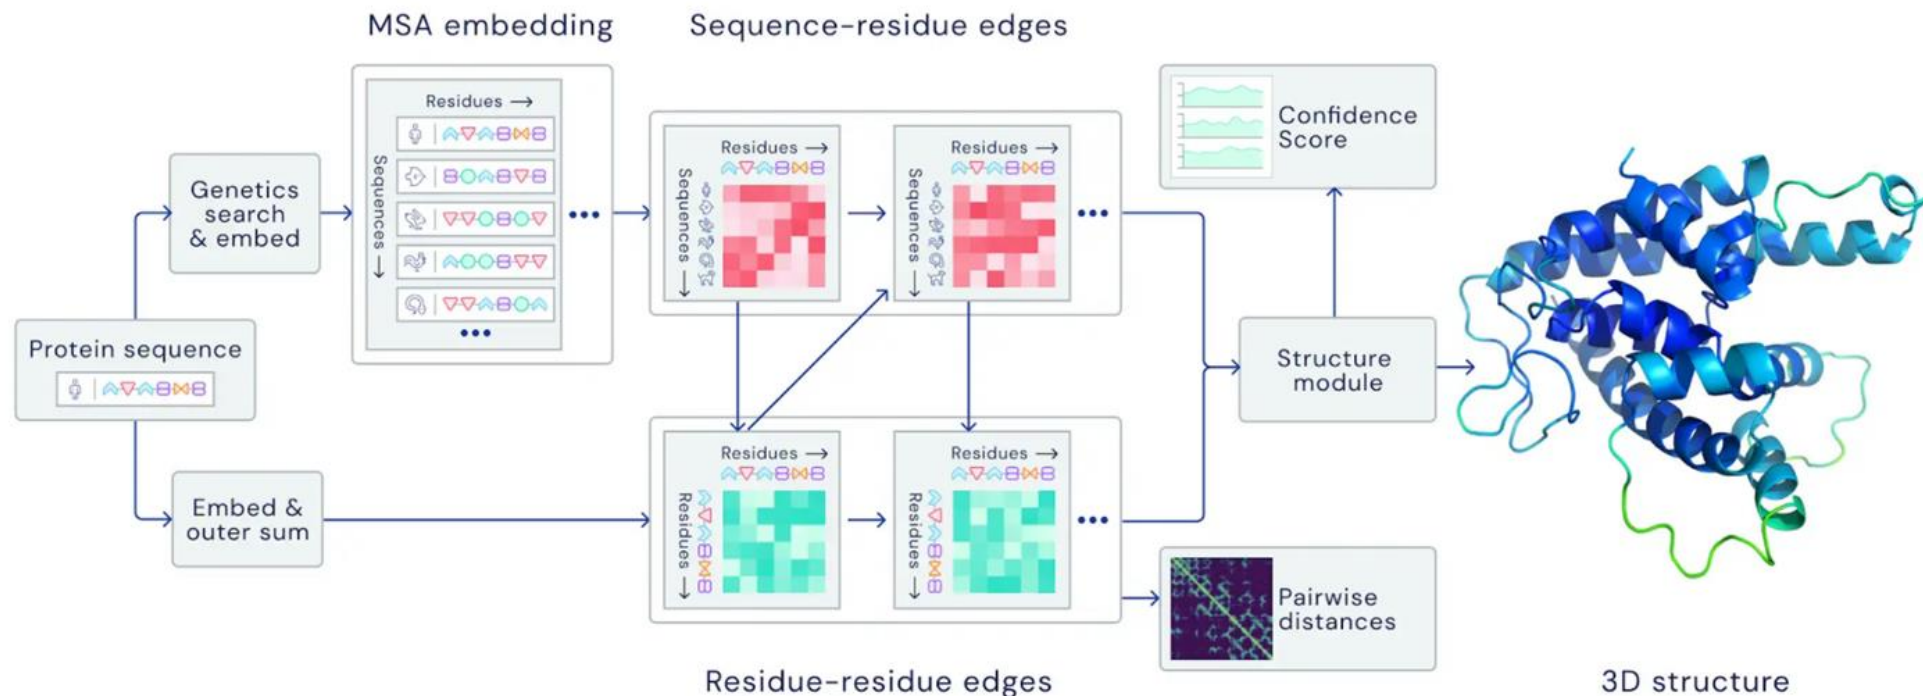 MSA embedding
Sequence-residue edges
Protein sequence
Genetics
search
& embed
Embed &
outer sum
Residues →
Sequences →
Residues →
Sequences →
Residues →
Sequences →
Residues →
Residues →
Residues →
Residues →
Confidence
Score
Structure
module
Pairwise
distances
Residue-residue edges
3D structure